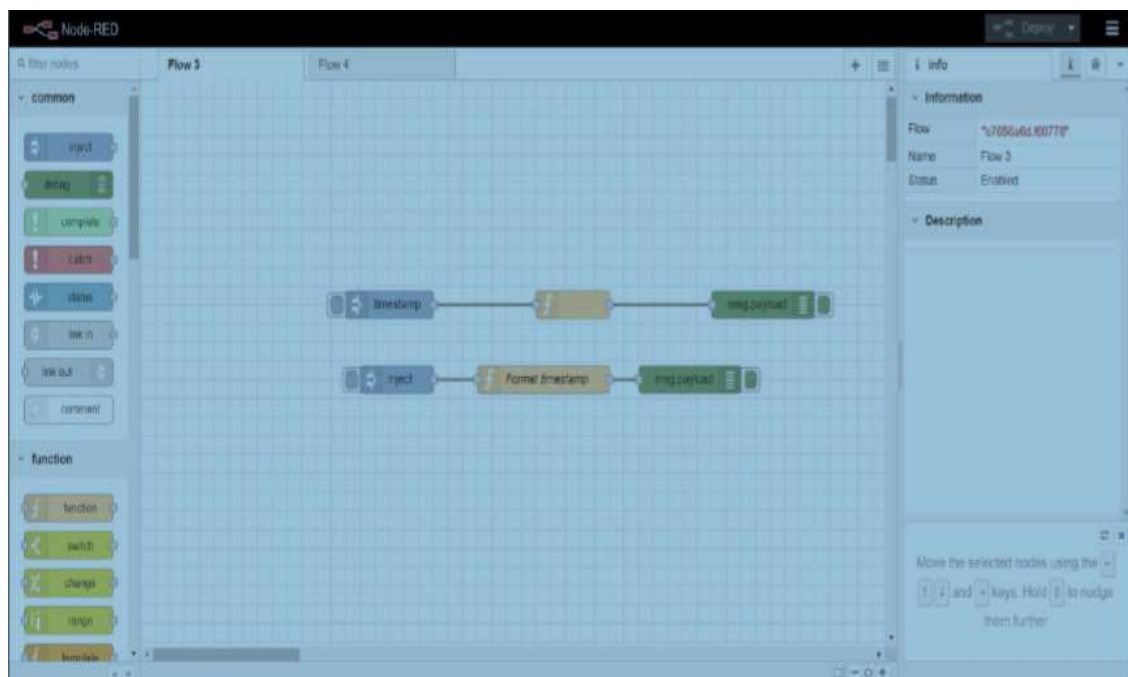 Node-RED
Deploy
filter nodes
Flow 3
Flow 4
info
common
inject
debug
complete
catch
status
link in
link out
comment
function
function
switch
change
range
template
timestamp
msg.payload
inject
Format timestamp
msg.payload
Information
Flow
Name
Flow 3
Status
Enabled
Description
Move the selected nodes using the
and keys. Hold to nudge
them further